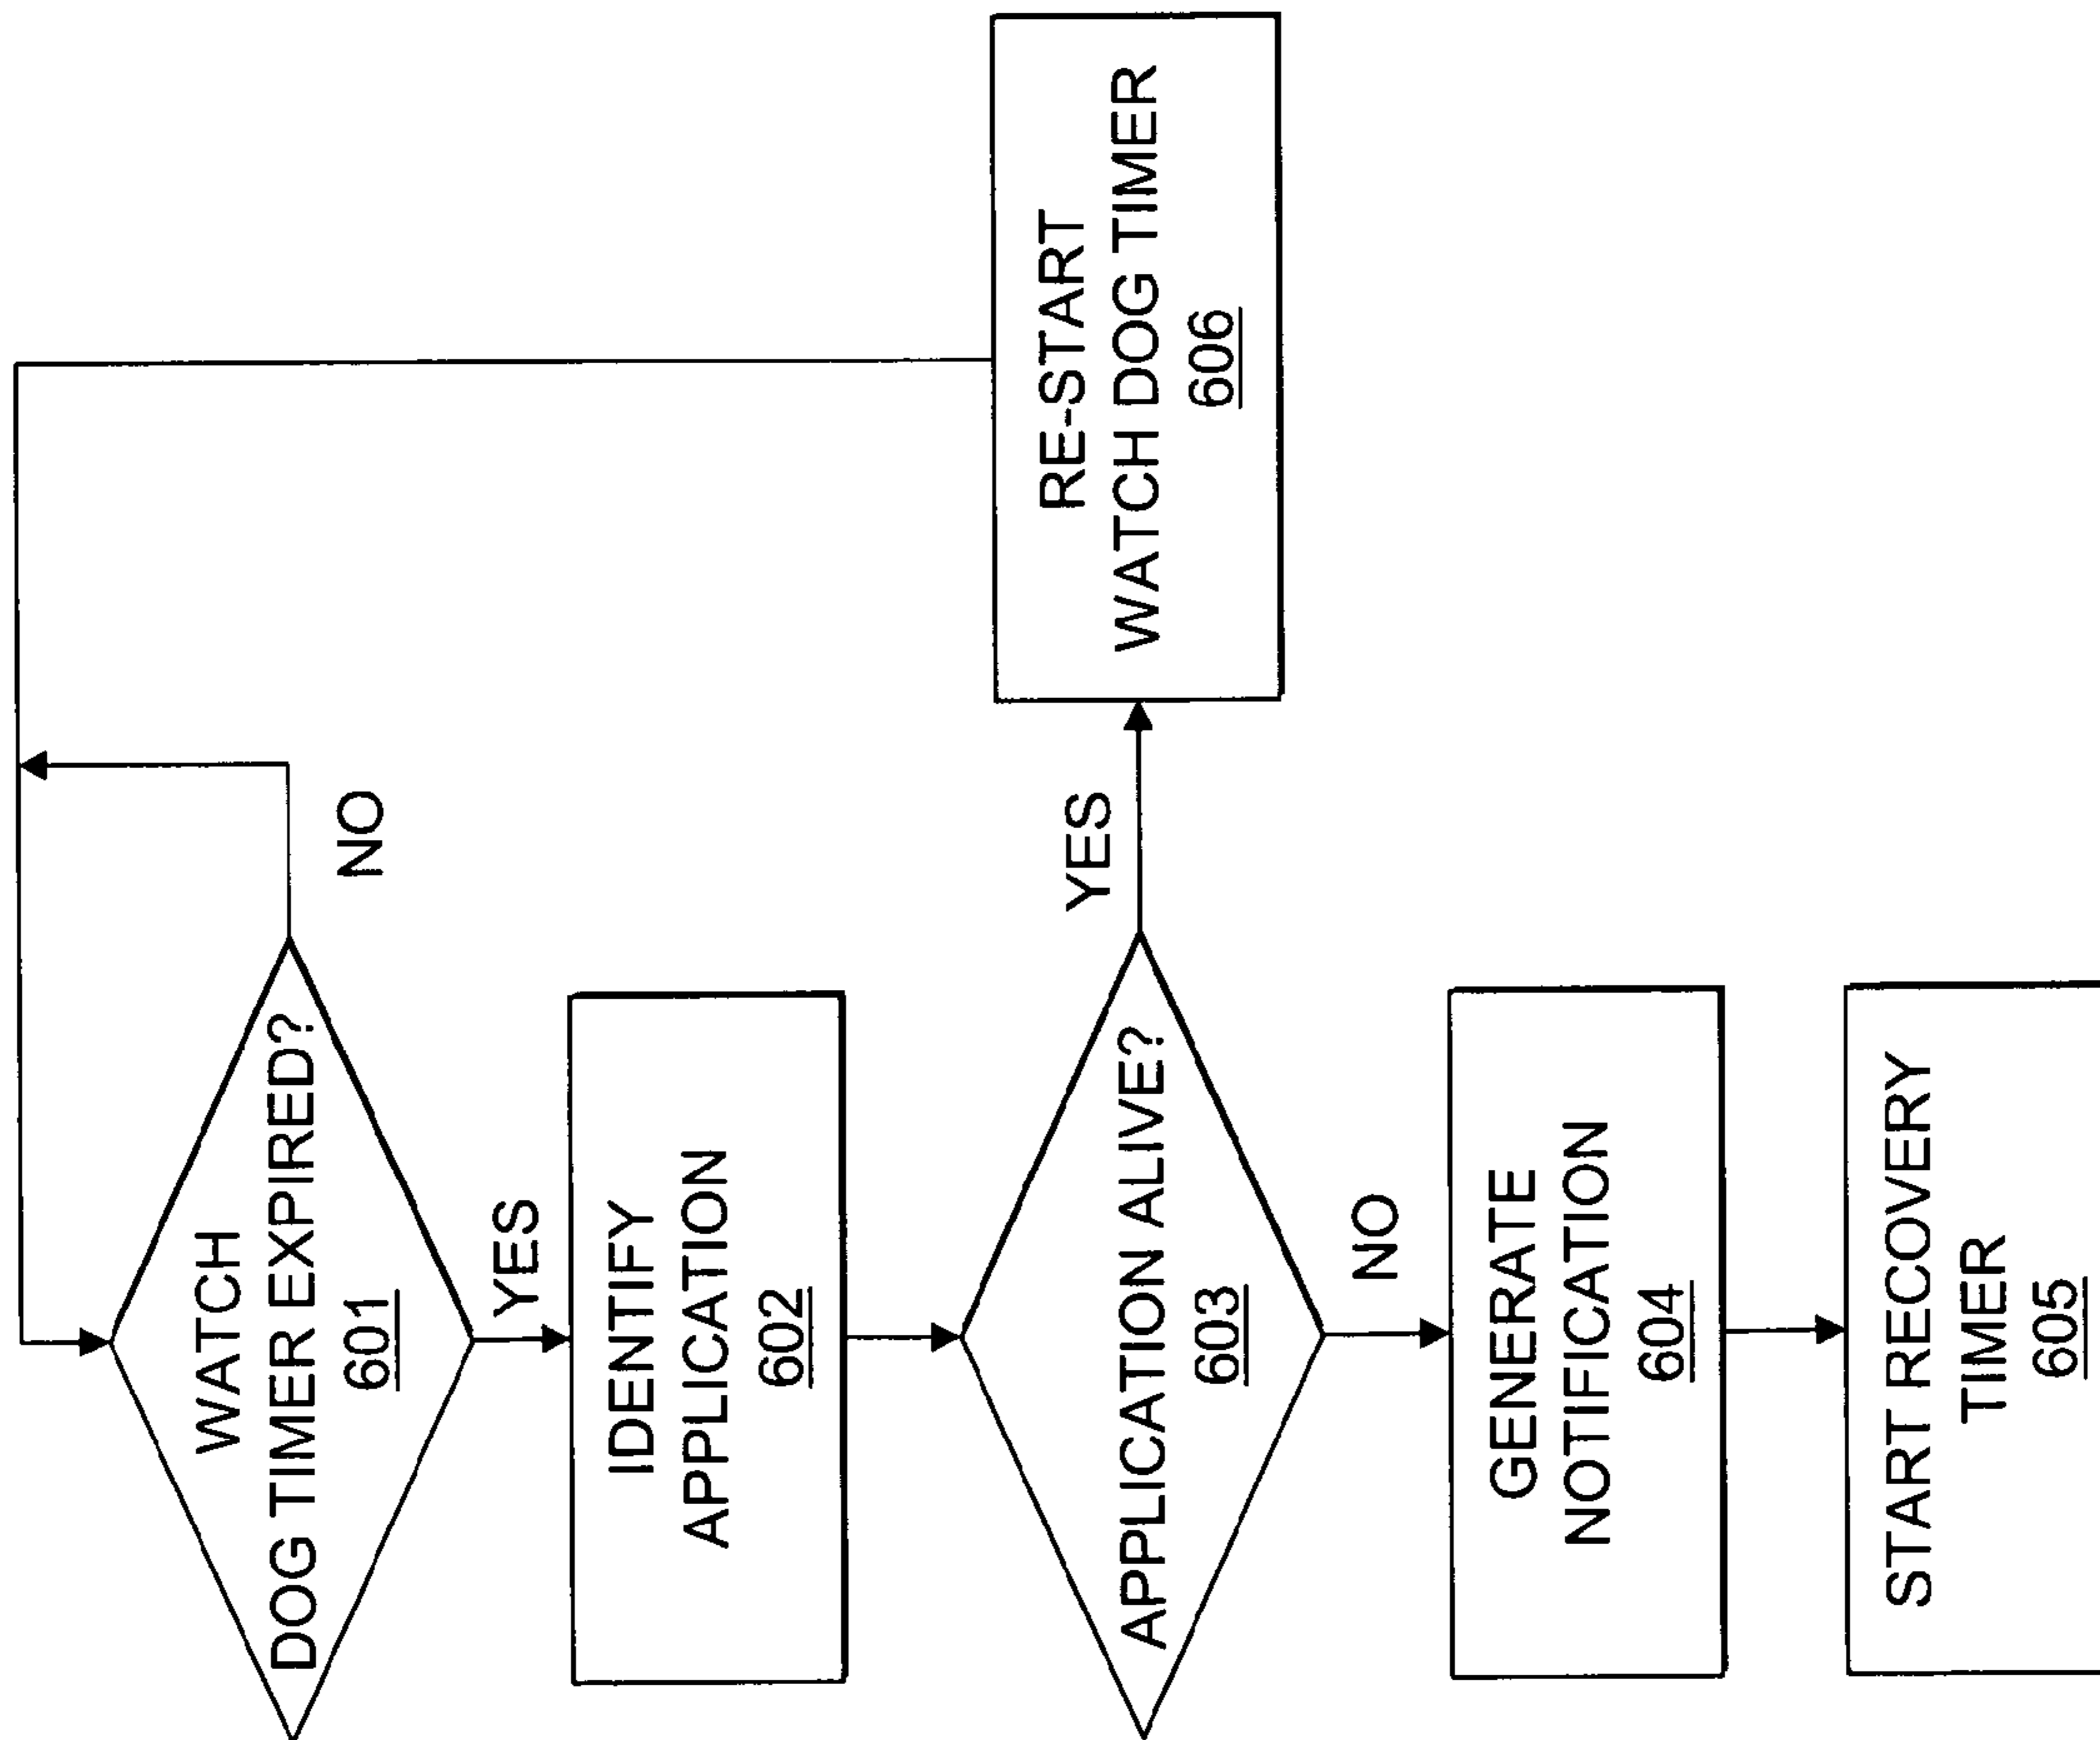 WATCH
DOG TIMER EXPIRED?
601
NO
YES
IDENTIFY
APPLICATION
602
APPLICATION ALIVE?
603
YES
RE-START
WATCH DOG TIMER
606
NO
GENERATE
NOTIFICATION
604
START RECOVERY
TIMER
605